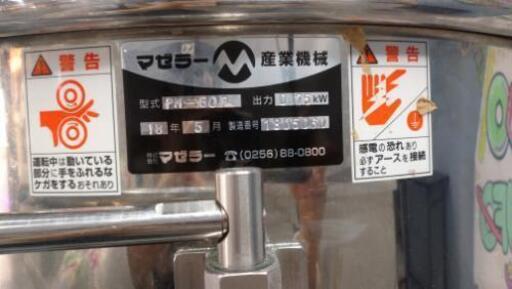 警告
運転中は動いている
部分に手をふれるな
ケガをするおそれあり
マゼラー M 産業機械
型式 PM- 出力 kW
18年 5月 製造番号
株式会社 マゼラー ☎(0256)88-0800
警告
感電の恐れあり
必ずアースを接続
すること